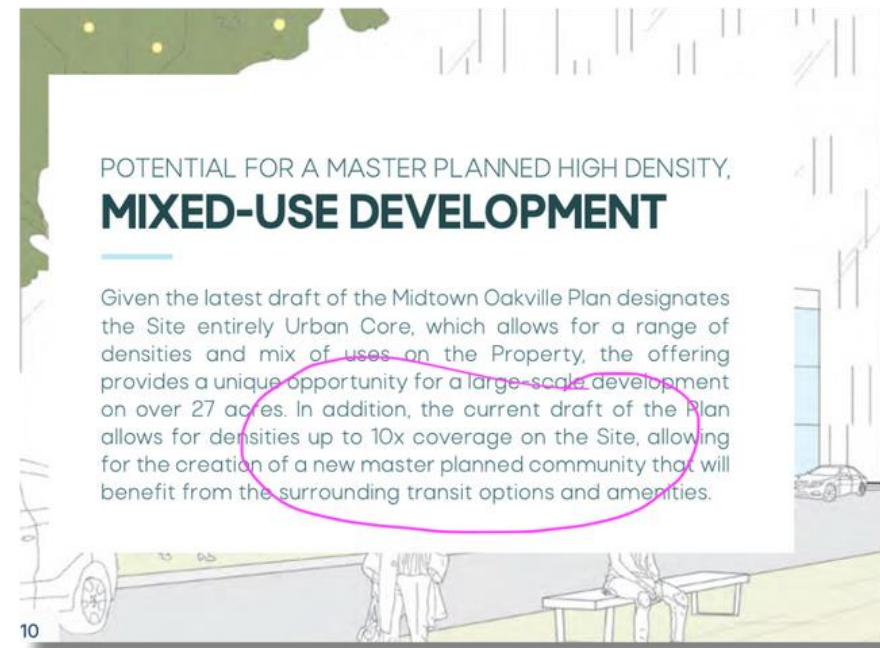 POTENTIAL FOR A MASTER PLANNED HIGH DENSITY,
MIXED-USE DEVELOPMENT
Given the latest draft of the Midtown Oakville Plan designates
the Site entirely Urban Core, which allows for a range of
densities and mix of uses on the Property, the offering
provides a unique opportunity for a large-scale development
on over 27 acres. In addition, the current draft of the Plan
allows for densities up to 10x coverage on the Site, allowing
for the creation of a new master planned community that will
benefit from the surrounding transit options and amenities.
10